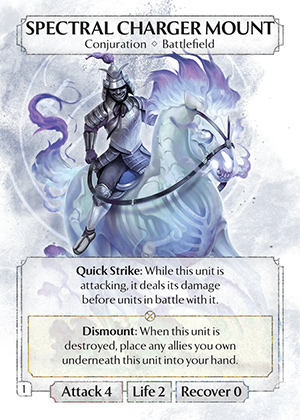 SPECTRAL CHARGER MOUNT
Conjuration ⋄ Battlefield
Quick Strike: While this unit is
attacking, it deals its damage
before units in battle with it.
Dismount: When this unit is
destroyed, place any allies you own
underneath this unit into your hand.
1 Attack 4 Life 2 Recover 0